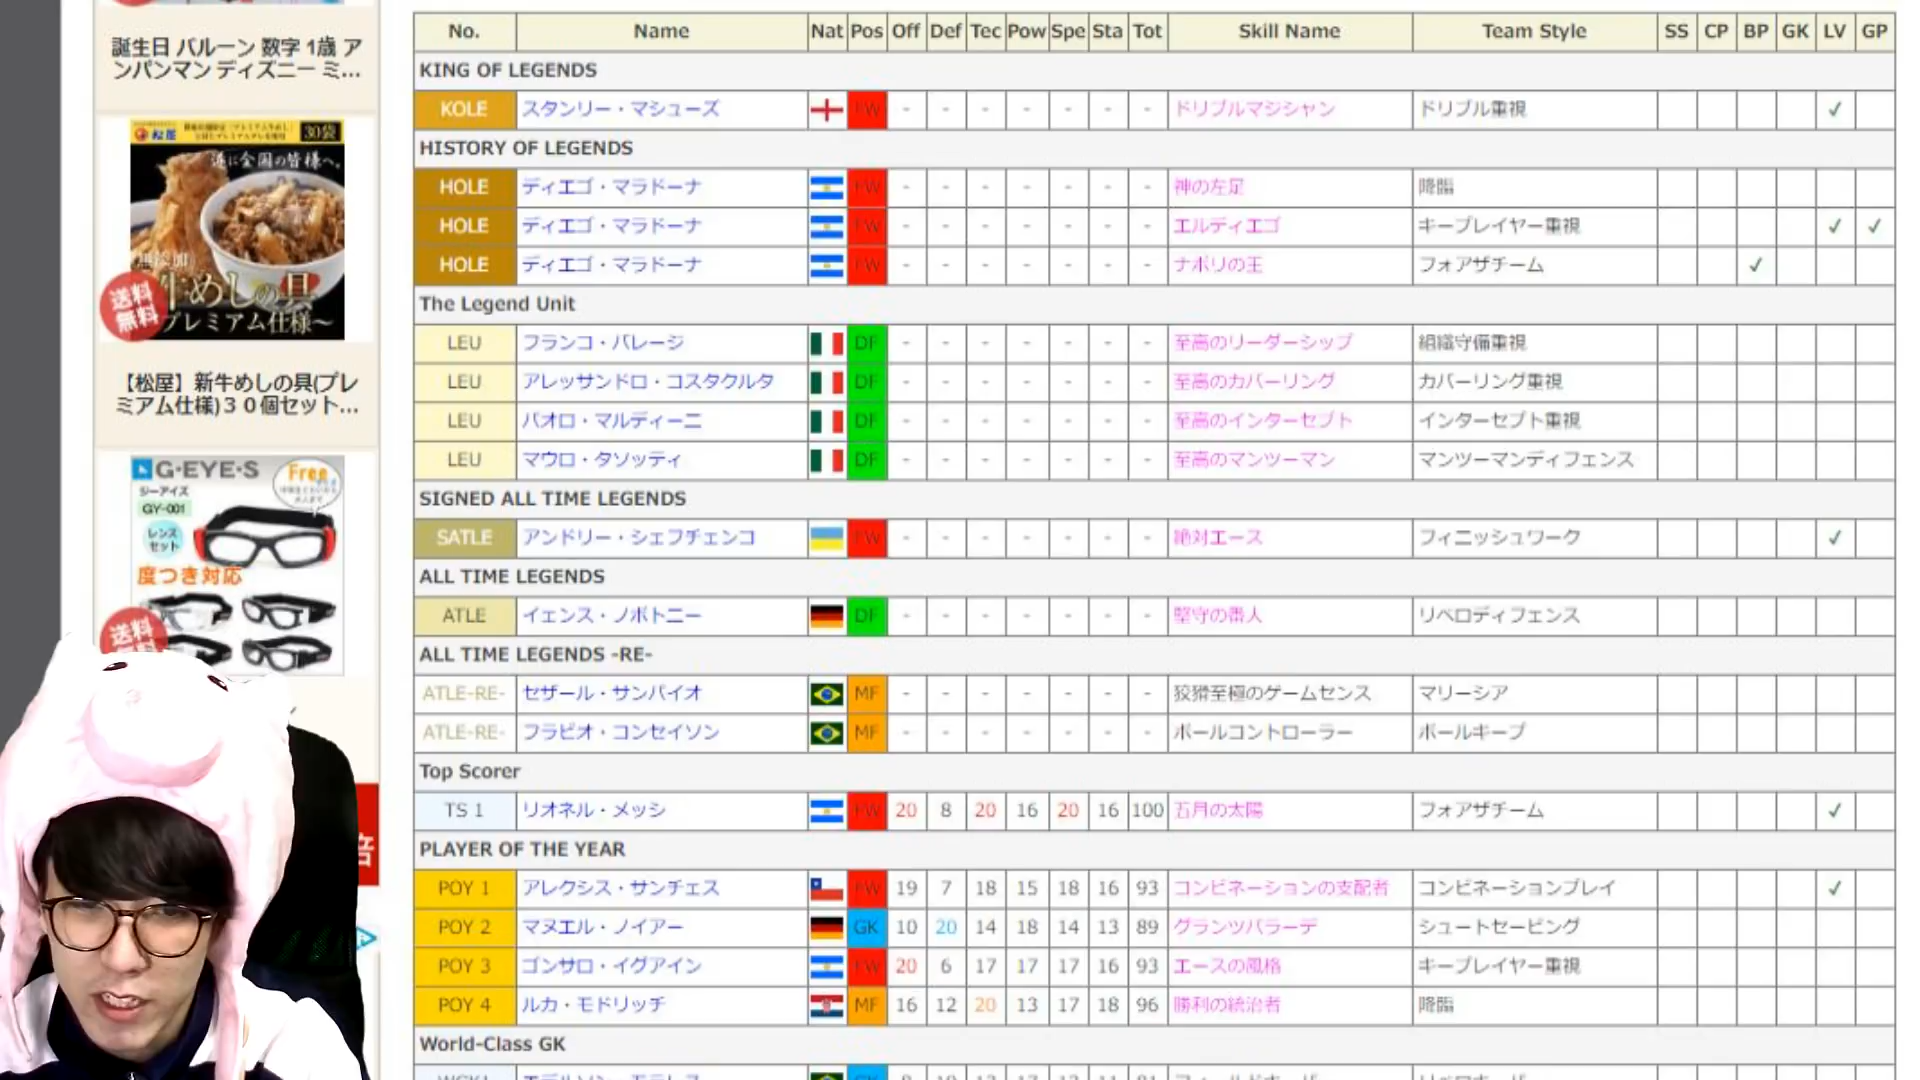 誕生日 バルーン 数字 1歳 ア
ンパンマン ディズニー ミ...
松屋
30袋
遂に全国の皆様へ。
無添加
牛めしの具
プレミアム仕様～
送料
無料
【松屋】新牛めしの具(プレ
ミアム仕様)３０個セット...
G·EYE·S
ジーアイズ
GY-001
レンズ
セット
Free
度つき対応
送料
No. Name Nat Pos Off Def Tec Pow Spe Sta Tot Skill Name Team Style SS CP BP GK LV GP
KING OF LEGENDS
KOLE スタンリー・マシューズ FW - - - - - - - ドリブルマジシャン ドリブル重視 ✓
HISTORY OF LEGENDS
HOLE ディエゴ・マラドーナ FW - - - - - - - 神の左足 降臨
HOLE ディエゴ・マラドーナ FW - - - - - - - エルディエゴ キープレイヤー重視 ✓ ✓
HOLE ディエゴ・マラドーナ FW - - - - - - - ナポリの王 フォアザチーム ✓
The Legend Unit
LEU フランコ・バレージ DF - - - - - - - 至高のリーダーシップ 組織守備重視
LEU アレッサンドロ・コスタクルタ DF - - - - - - - 至高のカバーリング カバーリング重視
LEU パオロ・マルディーニ DF - - - - - - - 至高のインターセプト インターセプト重視
LEU マウロ・タソッティ DF - - - - - - - 至高のマンツーマン マンツーマンディフェンス
SIGNED ALL TIME LEGENDS
SATLE アンドリー・シェフチェンコ FW - - - - - - - 絶対エース フィニッシュワーク ✓
ALL TIME LEGENDS
ATLE イェンス・ノボトニー DF - - - - - - - 堅守の番人 リベロディフェンス
ALL TIME LEGENDS -RE-
ATLE-RE- セザール・サンパイオ MF - - - - - - - 狡猾至極のゲームセンス マリーシア
ATLE-RE- フラビオ・コンセイソン MF - - - - - - - ボールコントローラー ボールキープ
Top Scorer
TS 1 リオネル・メッシ FW 20 8 20 16 20 16 100 五月の太陽 フォアザチーム ✓
PLAYER OF THE YEAR
POY 1 アレクシス・サンチェス FW 19 7 18 15 18 16 93 コンビネーションの支配者 コンビネーションプレイ ✓
POY 2 マヌエル・ノイアー GK 10 20 14 18 14 13 89 グランツパラーデ シュートセービング
POY 3 ゴンサロ・イグアイン FW 20 6 17 17 17 16 93 エースの風格 キープレイヤー重視
POY 4 ルカ・モドリッチ MF 16 12 20 13 17 18 96 勝利の統治者 降臨
World-Class GK
倍